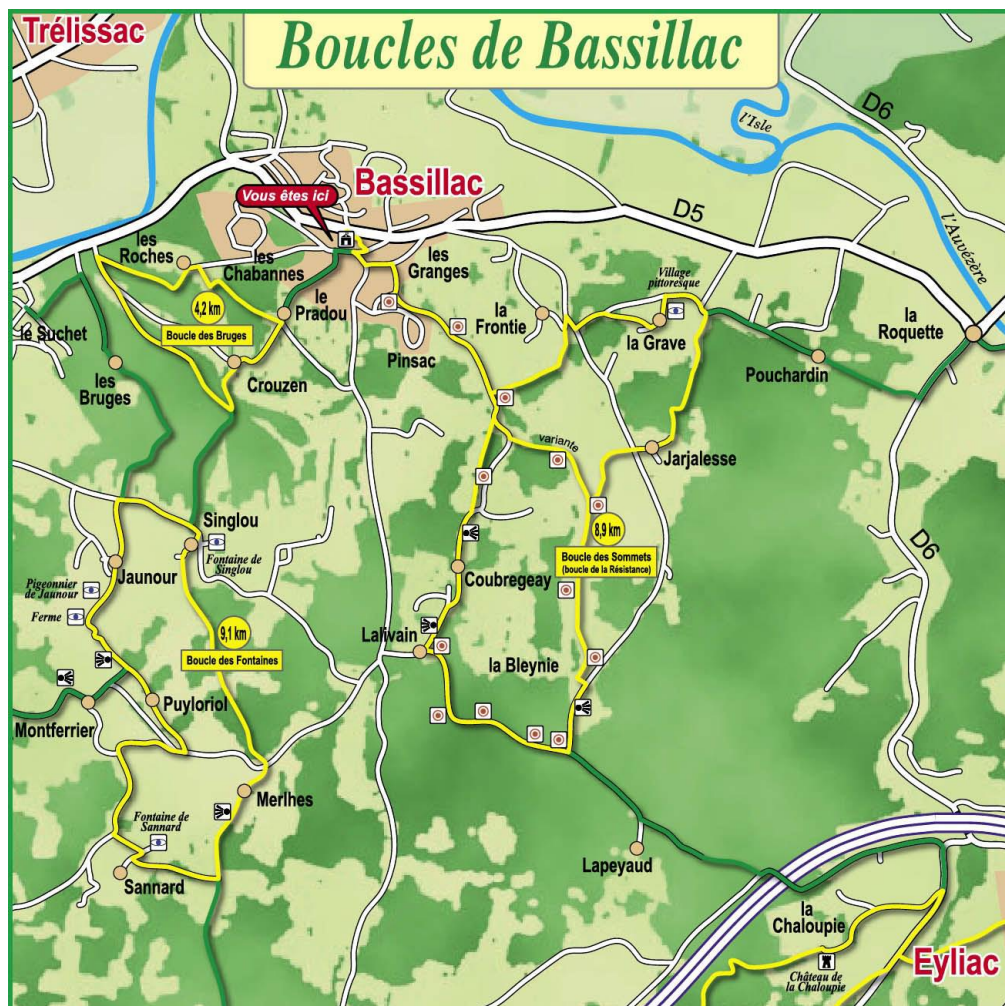 Trélissac
Boucles de Bassillac
D6
l'Isle
Vous êtes ici
Bassillac
D5
l'Auvézère
les
Roches
les
Chabannes
les
Granges
4,2 km
Boucle des Bruges
le
Pradou
Village
pittoresque
la
Frontie
la Grave
la
Roquette
le Suchet
les
Bruges
Crouzen
Pinsac
Pouchardin
variante
Jarjalesse
Singlou
Fontaine de
Singlou
8,9 km
Boucle des Sommets
(boucle de la Résistance)
D6
Jaunour
Pigeonnier
de Jaunour
Ferme
Coubregeay
9,1 km
Boucle des Fontaines
Lalivain
la Bleynie
Puyloriol
Montferrier
Merlhes
Fontaine de
Sannard
Sannard
Lapeyaud
la
Chaloupie
Château de
la Chaloupie
Eyliac